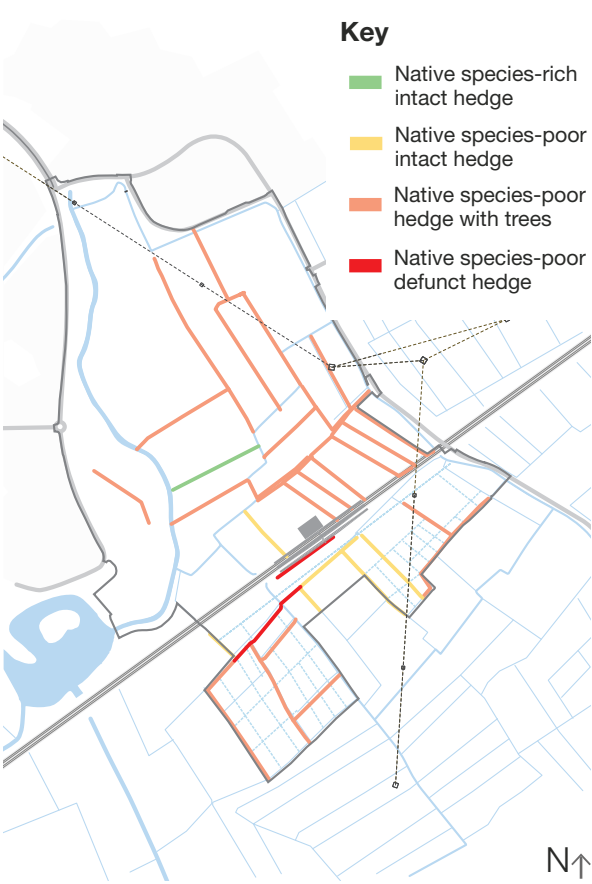 Key
Native species-rich
intact hedge
Native species-poor
intact hedge
Native species-poor
hedge with trees
Native species-poor
defunct hedge
N↑